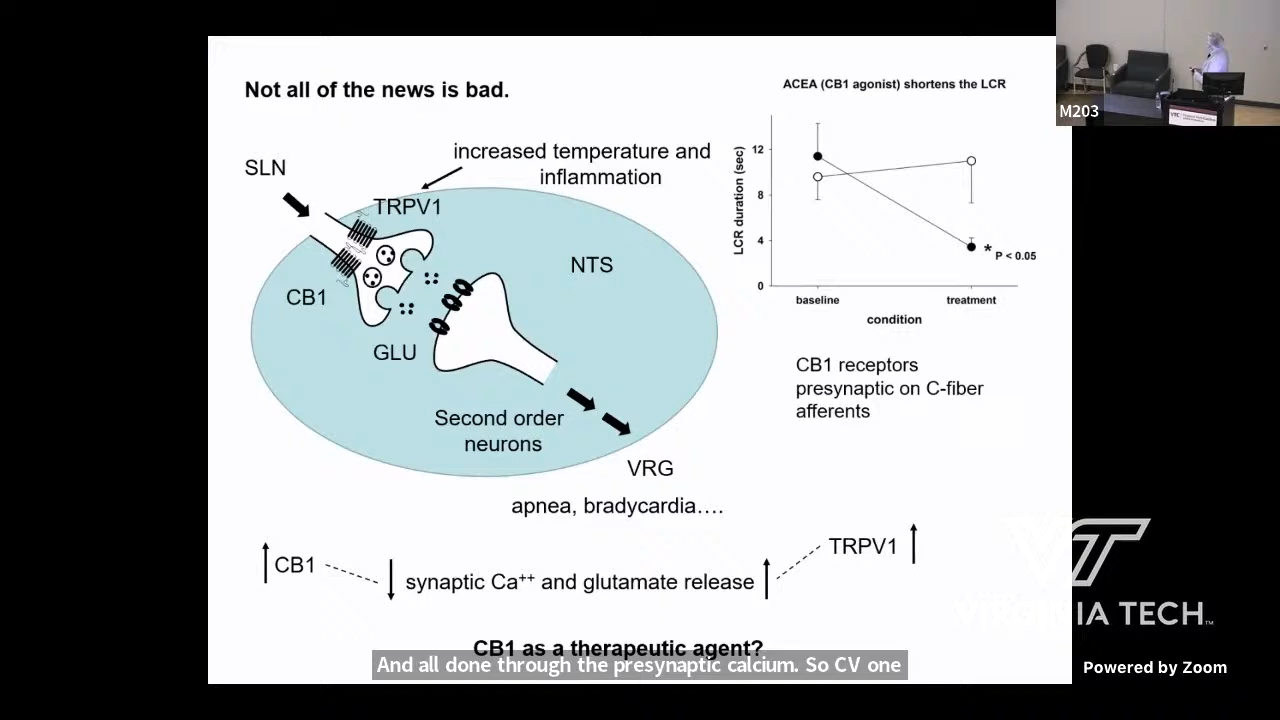 Not all of the news is bad.
SLN
increased temperature and
inflammation
TRPV1
NTS
CB1
GLU
Second order
neurons
VRG
apnea, bradycardia….
ACEA (CB1 agonist) shortens the LCR
LCR duration (sec)
12
8
4
0
* P < 0.05
baseline treatment
condition
CB1 receptors
presynaptic on C-fiber
afferents
CB1 synaptic Ca⁺⁺ and glutamate release TRPV1
CB1 as a therapeutic agent?
And all done through the presynaptic calcium. So CV one
M203
VT
VIRGINIA TECH™
Powered by Zoom